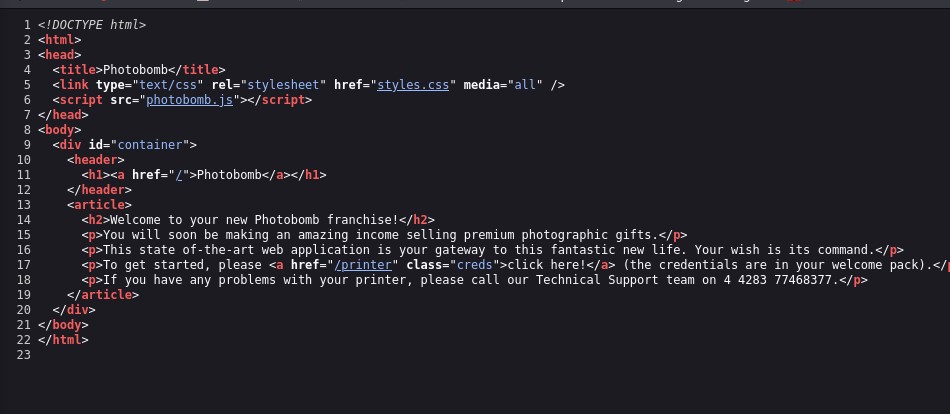 1 <!DOCTYPE html>
2 <html>
3 <head>
4   <title>Photobomb</title>
5   <link type="text/css" rel="stylesheet" href="styles.css" media="all" />
6   <script src="photobomb.js"></script>
7 </head>
8 <body>
9   <div id="container">
10     <header>
11       <h1><a href="/">Photobomb</a></h1>
12     </header>
13     <article>
14       <h2>Welcome to your new Photobomb franchise!</h2>
15       <p>You will soon be making an amazing income selling premium photographic gifts.</p>
16       <p>This state of-the-art web application is your gateway to this fantastic new life. Your wish is its command.</p>
17       <p>To get started, please <a href="/printer" class="creds">click here!</a> (the credentials are in your welcome pack).</
18       <p>If you have any problems with your printer, please call our Technical Support team on 4 4283 77468377.</p>
19     </article>
20   </div>
21 </body>
22 </html>
23